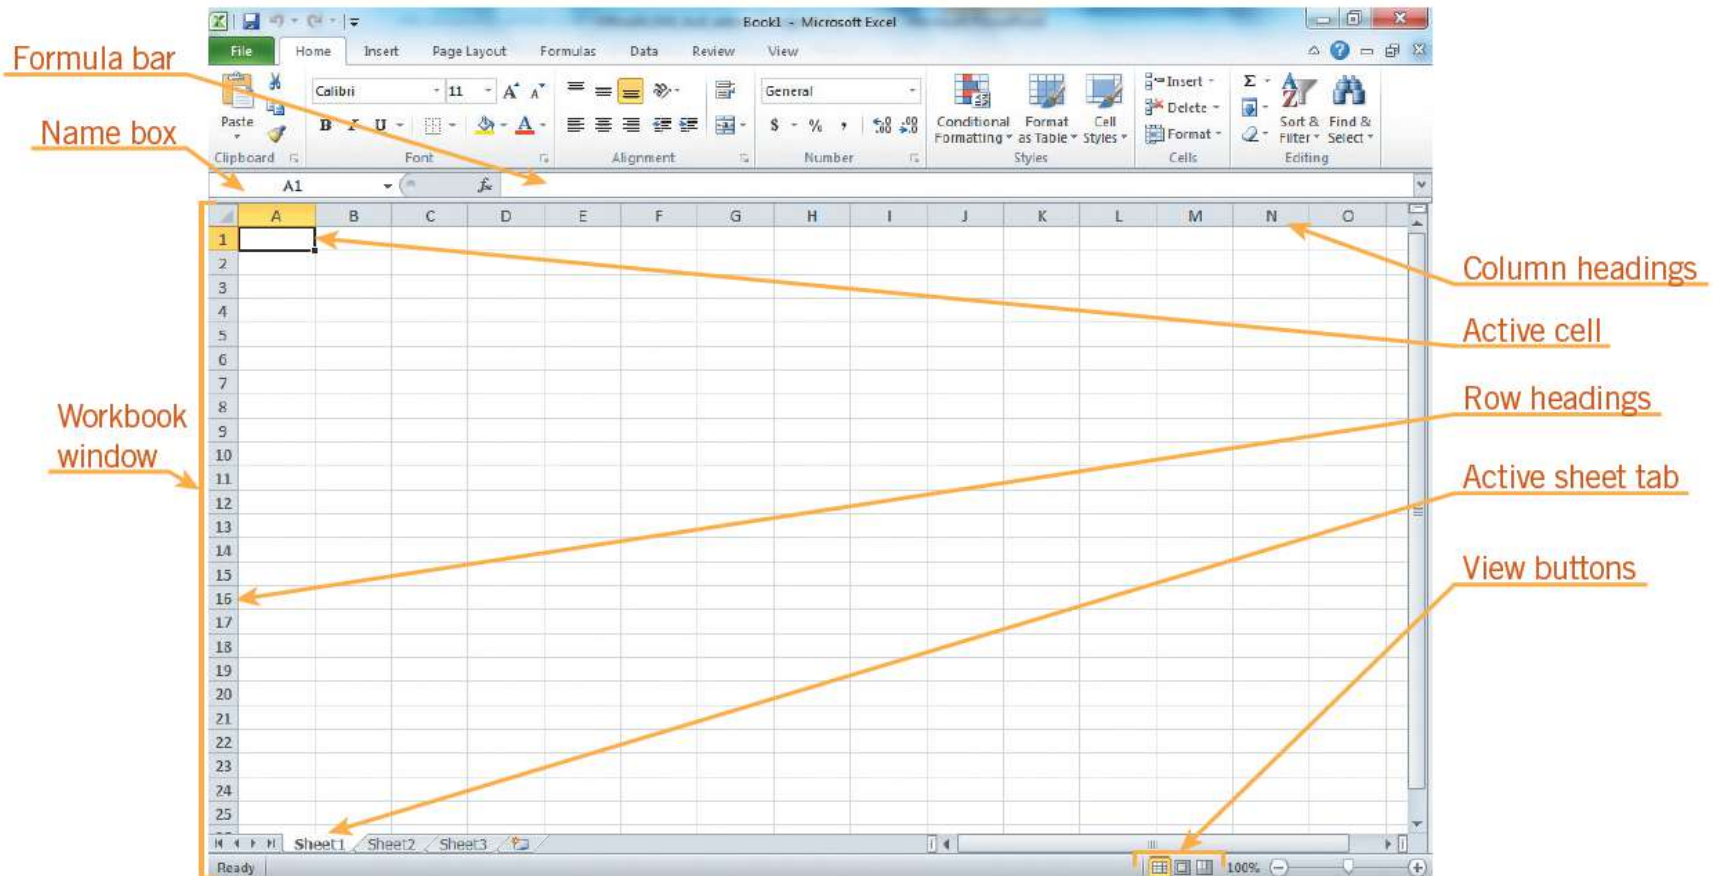 Book1 - Microsoft Excel
File Home Insert Page Layout Formulas Data Review View
Formula bar
Calibri 11 General
Insert
Delete
Format
Paste
Conditional Formatting
Format as Table
Cell Styles
Sort & Filter
Find & Select
B I U $ % , .00 .0
Clipboard Font Alignment Number Styles Cells Editing
Name box
A1 fx
A B C D E F G H I J K L M N O
1
2
3
4
5
6
7
8
9
10
11
12
13
14
15
16
17
18
19
20
21
22
23
24
25
Column headings
Active cell
Row headings
Workbook
window
Active sheet tab
View buttons
Sheet1 Sheet2 Sheet3
Ready 100%